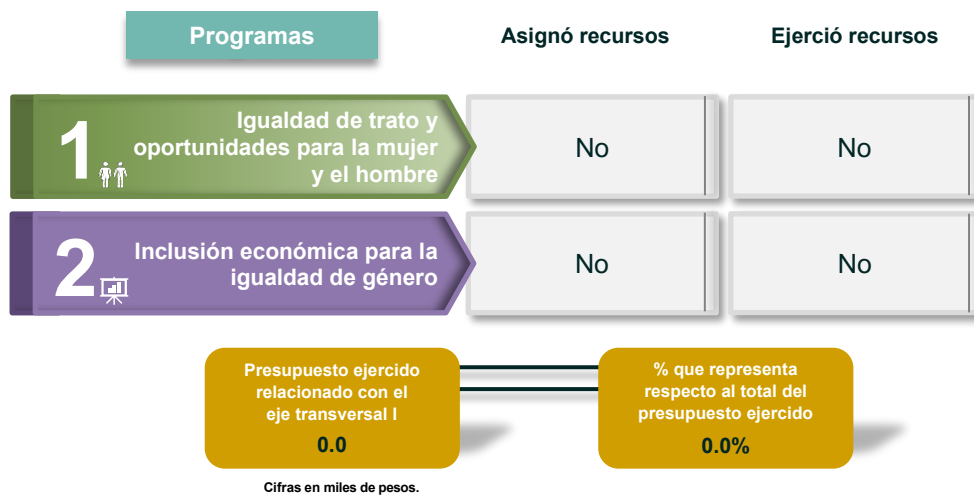 Programas
Asignó recursos
Ejerció recursos
1
Igualdad de trato y
oportunidades para la mujer
y el hombre
No
No
2
Inclusión económica para la
igualdad de género
No
No
Presupuesto ejercido
relacionado con el
eje transversal I
0.0
% que representa
respecto al total del
presupuesto ejercido
0.0%
Cifras en miles de pesos.